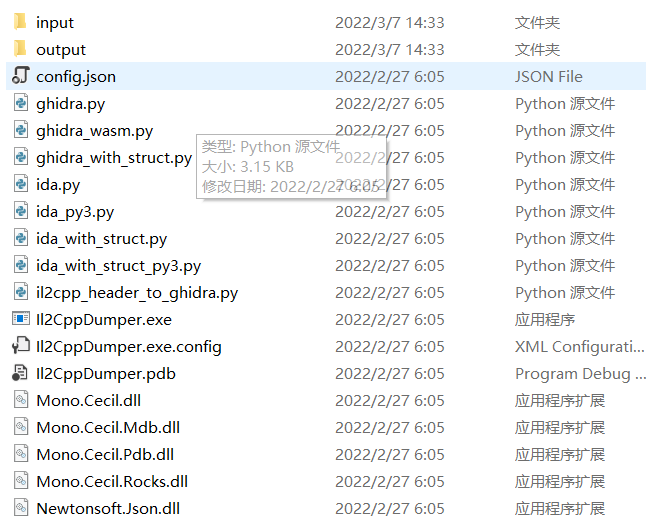 input 2022/3/7 14:33 文件夹
output 2022/3/7 14:33 文件夹
config.json 2022/2/27 6:05 JSON File
ghidra.py 2022/2/27 6:05 Python 源文件
ghidra_wasm.py 2022/2/27 6:05 Python 源文件
类型: Python 源文件
ghidra_with_struct.py 2022/2/27 6:05 Python 源文件
大小: 3.15 KB
ida.py 2022/2/27 6:05 Python 源文件
修改日期: 2022/2/27 6:05
ida_py3.py 2022/2/27 6:05 Python 源文件
ida_with_struct.py 2022/2/27 6:05 Python 源文件
ida_with_struct_py3.py 2022/2/27 6:05 Python 源文件
il2cpp_header_to_ghidra.py 2022/2/27 6:05 Python 源文件
Il2CppDumper.exe 2022/2/27 6:05 应用程序
Il2CppDumper.exe.config 2022/2/27 6:05 XML Configurati...
Il2CppDumper.pdb 2022/2/27 6:05 Program Debug ...
Mono.Cecil.dll 2022/2/27 6:05 应用程序扩展
Mono.Cecil.Mdb.dll 2022/2/27 6:05 应用程序扩展
Mono.Cecil.Pdb.dll 2022/2/27 6:05 应用程序扩展
Mono.Cecil.Rocks.dll 2022/2/27 6:05 应用程序扩展
Newtonsoft.Json.dll 2022/2/27 6:05 应用程序扩展